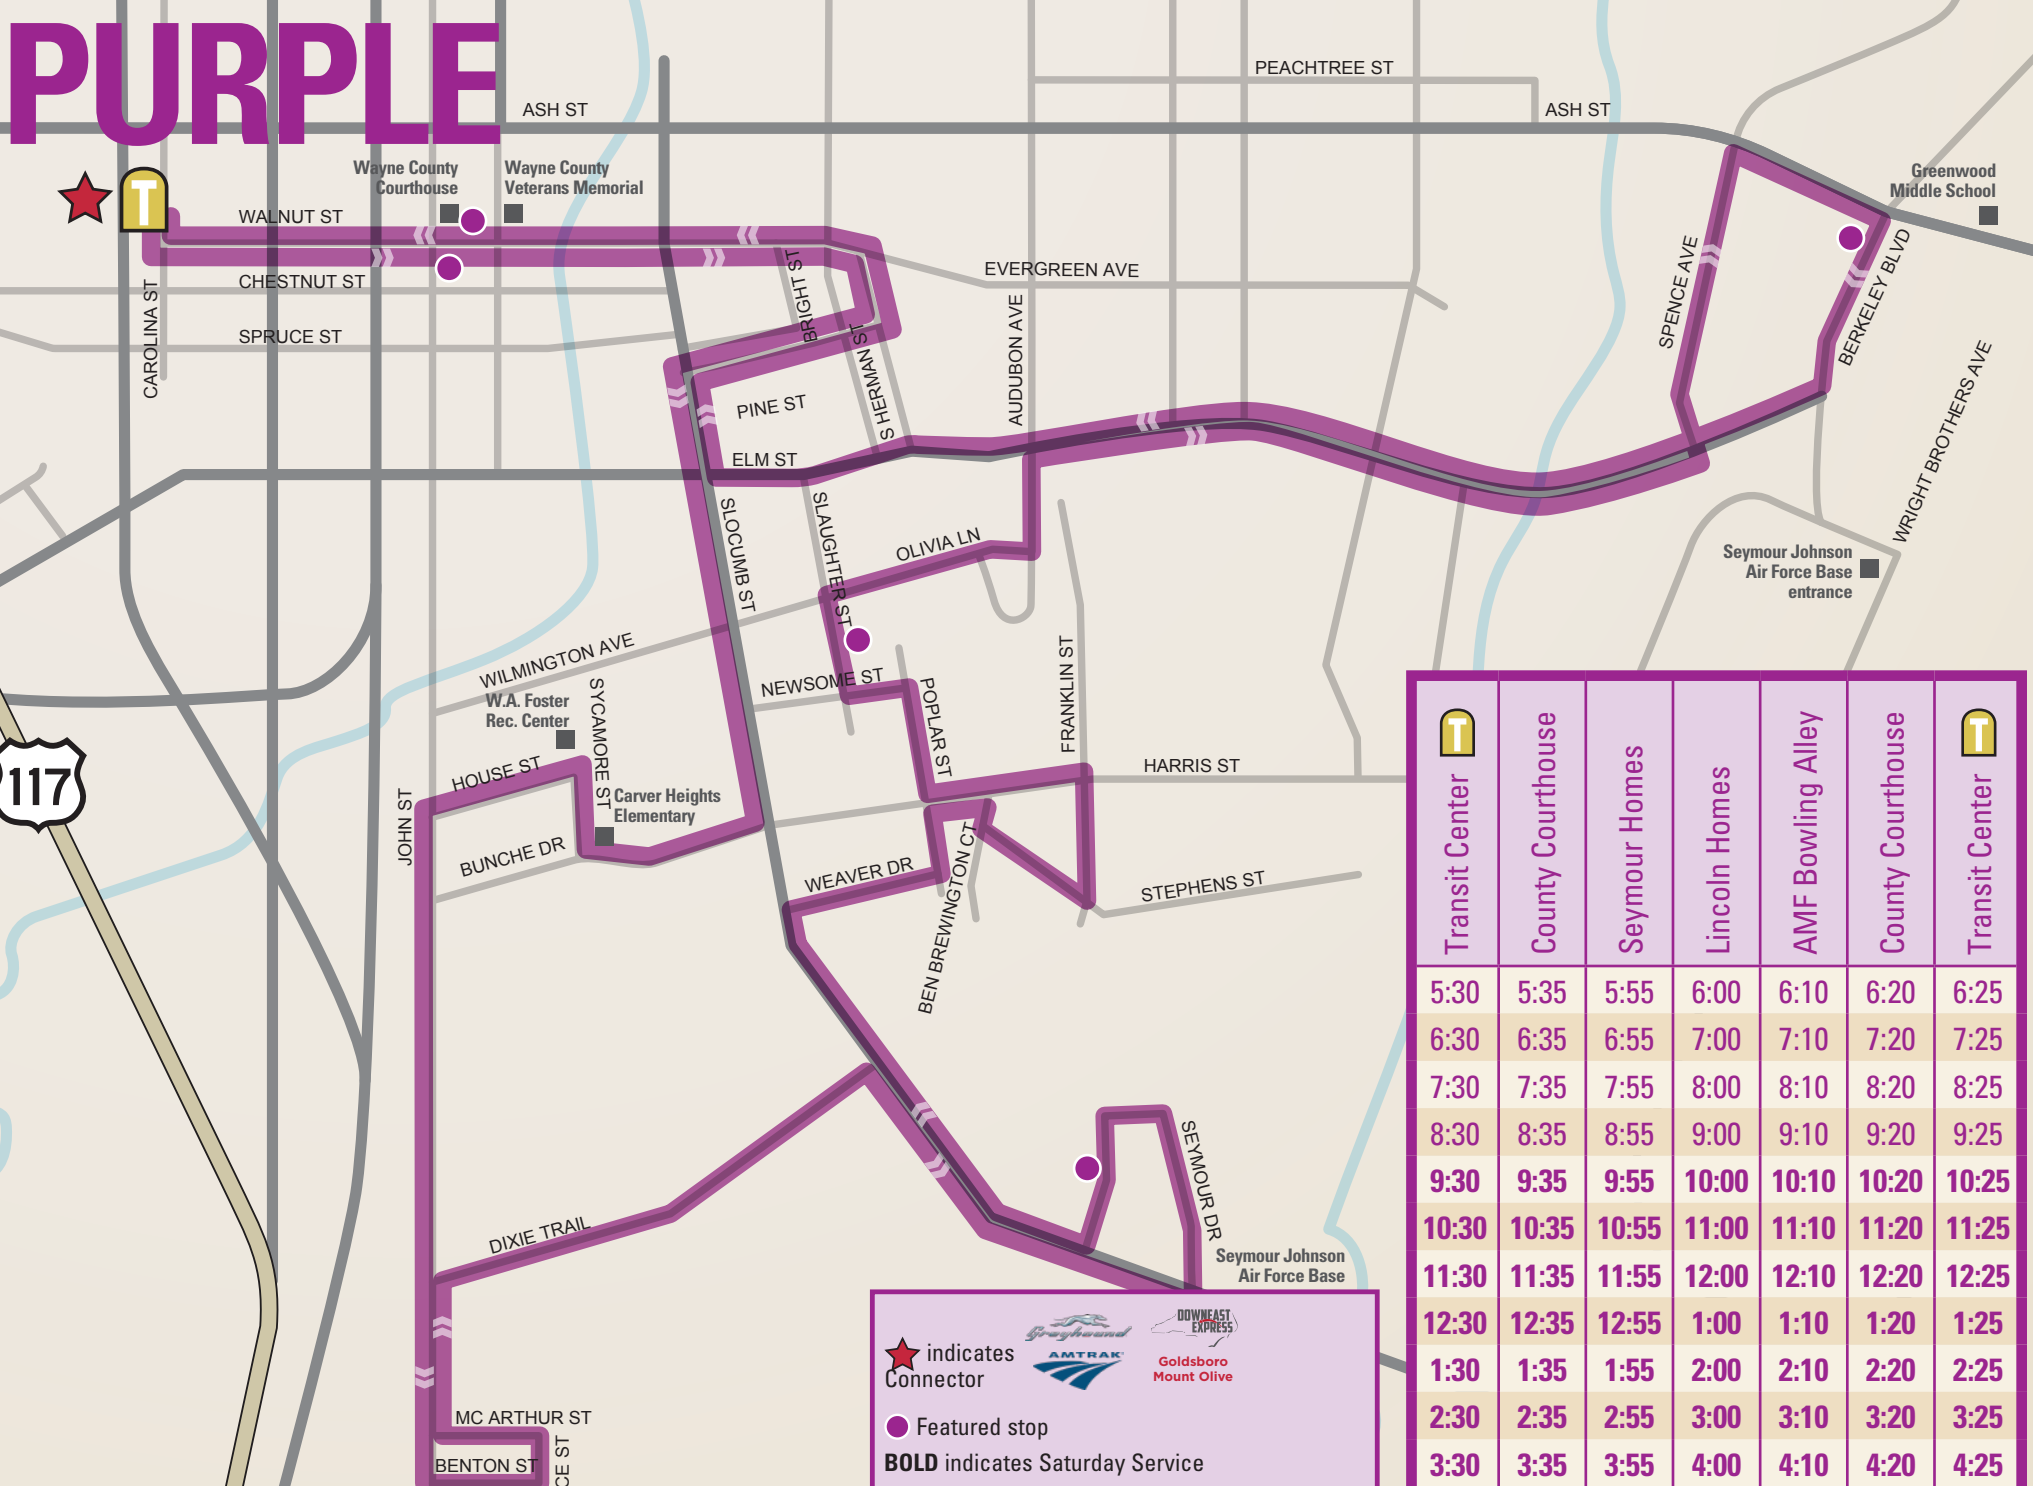 PURPLE
PEACHTREE ST
ASH ST
ASH ST
Wayne County
Courthouse
Wayne County
Veterans Memorial
Greenwood
Middle School
T
WALNUT ST
CHESTNUT ST
SPRUCE ST
CAROLINA ST
BRIGHT ST
S HERMAN ST
EVERGREEN AVE
AUDUBON AVE
SPENCE AVE
BERKELEY BLVD
WRIGHT BROTHERS AVE
PINE ST
ELM ST
SLOCUMB ST
SLAUGHTER ST
OLIVIA LN
Seymour Johnson
Air Force Base
entrance
WILMINGTON AVE
W.A. Foster
Rec. Center
SYCAMORE ST
NEWSOME ST
POPLAR ST
FRANKLIN ST
HARRIS ST
117
HOUSE ST
JOHN ST
Carver Heights
Elementary
BUNCHE DR
WEAVER DR
BEN BREWINGTON CT
STEPHENS ST
DIXIE TRAIL
SEYMOUR DR
Seymour Johnson
Air Force Base
MC ARTHUR ST
BENTON ST
CE ST
indicates
Connector
Greyhound
AMTRAK
DOWNEAST
EXPRESS
Goldsboro
Mount Olive
Featured stop
BOLD indicates Saturday Service
T Transit Center County Courthouse Seymour Homes Lincoln Homes AMF Bowling Alley County Courthouse T Transit Center
5:30 5:35 5:55 6:00 6:10 6:20 6:25
6:30 6:35 6:55 7:00 7:10 7:20 7:25
7:30 7:35 7:55 8:00 8:10 8:20 8:25
8:30 8:35 8:55 9:00 9:10 9:20 9:25
9:30 9:35 9:55 10:00 10:10 10:20 10:25
10:30 10:35 10:55 11:00 11:10 11:20 11:25
11:30 11:35 11:55 12:00 12:10 12:20 12:25
12:30 12:35 12:55 1:00 1:10 1:20 1:25
1:30 1:35 1:55 2:00 2:10 2:20 2:25
2:30 2:35 2:55 3:00 3:10 3:20 3:25
3:30 3:35 3:55 4:00 4:10 4:20 4:25